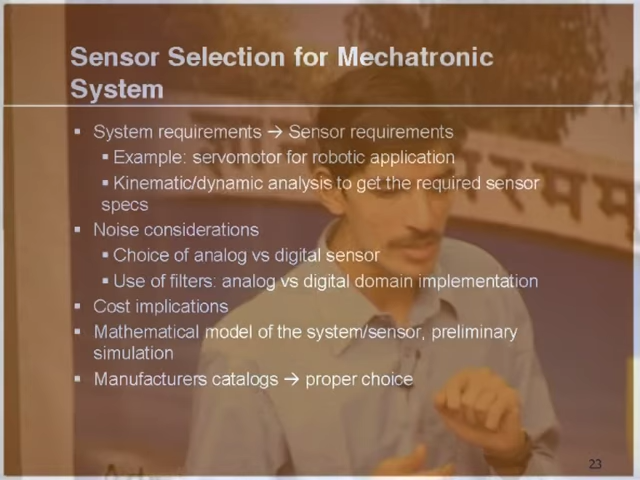 Sensor Selection for Mechatronic
System
▪ System requirements → Sensor requirements
▪ Example: servomotor for robotic application
▪ Kinematic/dynamic analysis to get the required sensor
specs
▪ Noise considerations
▪ Choice of analog vs digital sensor
▪ Use of filters: analog vs digital domain implementation
▪ Cost implications
▪ Mathematical model of the system/sensor, preliminary
simulation
▪ Manufacturers catalogs → proper choice
23